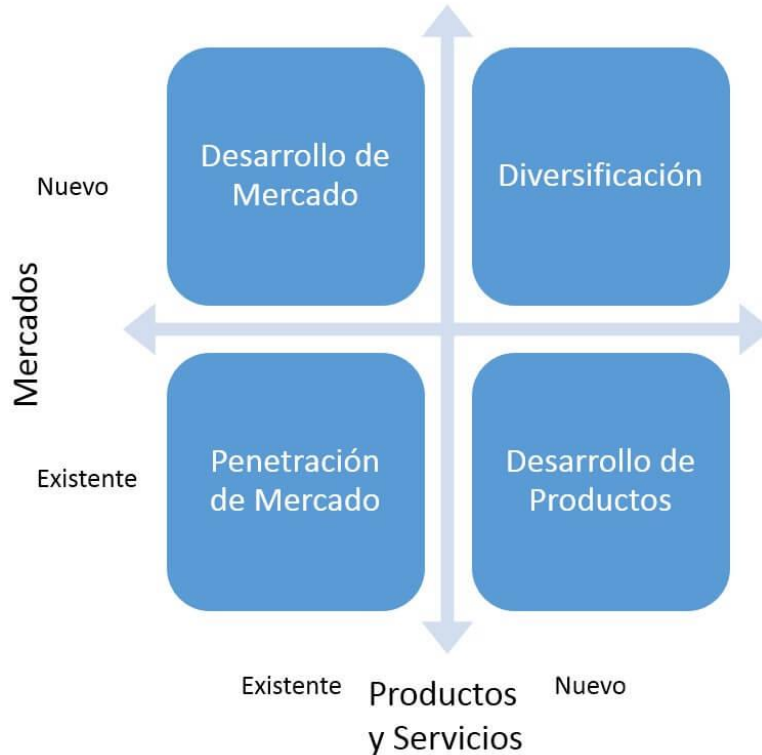 Desarrollo de
Mercado
Diversificación
Nuevo
Mercados
Penetración
de Mercado
Desarrollo de
Productos
Existente
Existente
Productos
y Servicios
Nuevo